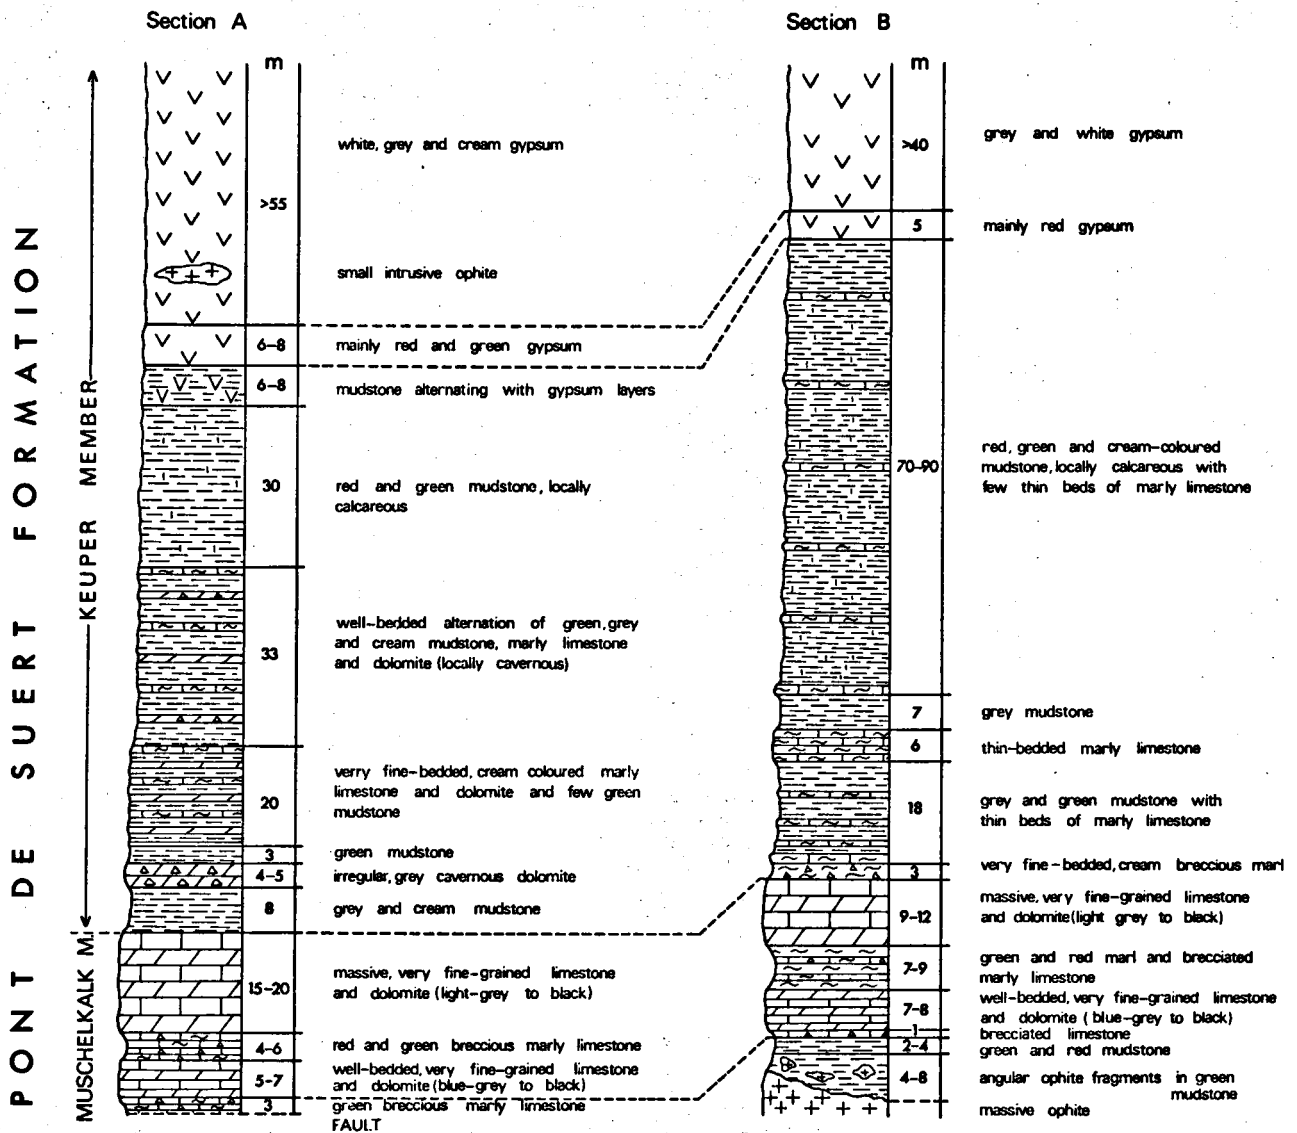 Section A
m
>55
6-8
6-8
30
33
20
3
4-5
8
15-20
4-6
5-7
3
white, grey and cream gypsum
small intrusive ophite
mainly red and green gypsum
mudstone alternating with gypsum layers
red and green mudstone, locally
calcareous
well-bedded alternation of green, grey
and cream mudstone, marly limestone
and dolomite (locally cavernous)
verry fine-bedded, cream coloured marly
limestone and dolomite and few green
mudstone
green mudstone
irregular, grey cavernous dolomite
grey and cream mudstone
massive, very fine-grained limestone
and dolomite (light-grey to black)
red and green breccious marly limestone
well-bedded, very fine-grained limestone
and dolomite (blue-grey to black)
green breccious marly limestone
FAULT
Section B
m
>40
5
70-90
7
6
18
3
9-12
7-9
7-8
1
2-4
4-8
grey and white gypsum
mainly red gypsum
red, green and cream-coloured
mudstone, locally calcareous with
few thin beds of marly limestone
grey mudstone
thin-bedded marly limestone
grey and green mudstone with
thin beds of marly limestone
very fine-bedded, cream breccious marl
massive, very fine-grained limestone
and dolomite (light grey to black)
green and red marl and brecciated
marly limestone
well-bedded, very fine-grained limestone
and dolomite ( blue-grey to black)
brecciated limestone
green and red mudstone
angular ophite fragments in green
mudstone
massive ophite
PONT DE SUERT FORMATION
KEUPER MEMBER
MUSCHELKALK M.